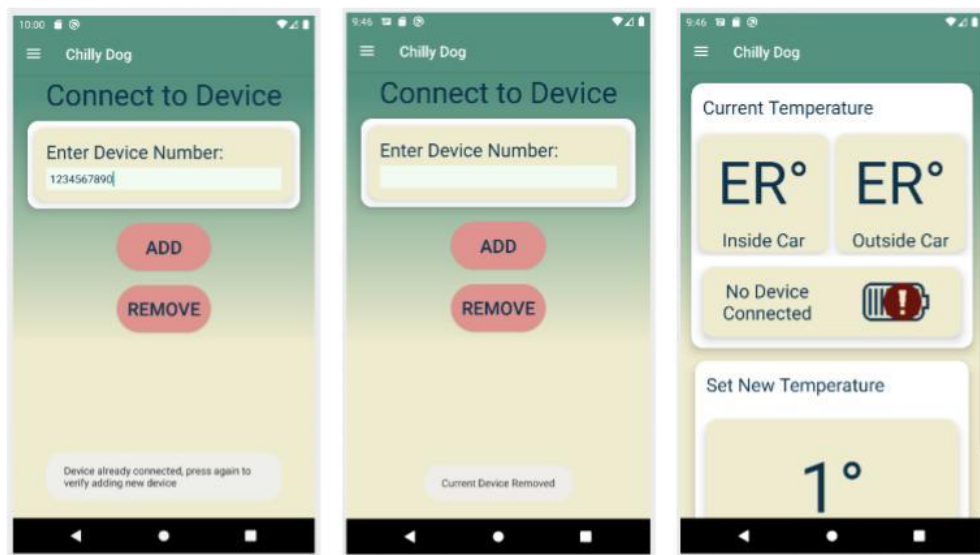 10:00
Chilly Dog
Connect to Device
Enter Device Number:
1234567890
ADD
REMOVE
Device already connected, press again to
verify adding new device
9:46
Chilly Dog
Connect to Device
Enter Device Number:
ADD
REMOVE
Current Device Removed
9:46
Chilly Dog
Current Temperature
ER° ER°
Inside Car Outside Car
No Device
Connected
!
Set New Temperature
1°